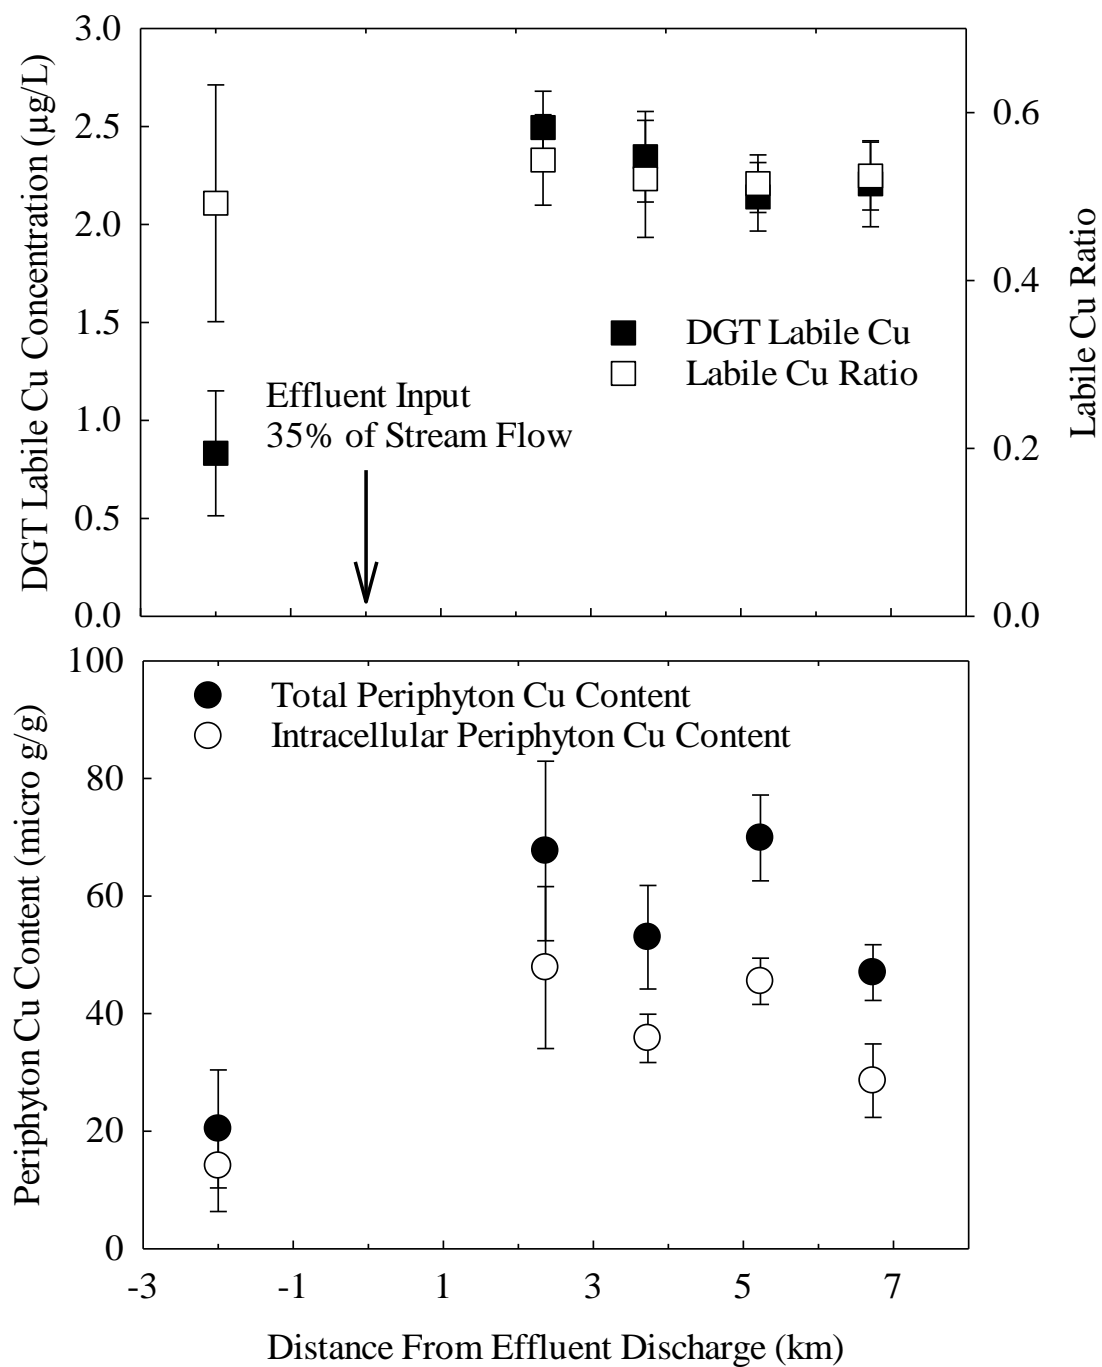 3.0
2.5
2.0
1.5
1.0
0.5
0.0
DGT Labile Cu Concentration (µg/L)
0.6
0.4
0.2
0.0
Labile Cu Ratio
DGT Labile Cu
Labile Cu Ratio
Effluent Input
35% of Stream Flow
100
80
60
40
20
0
Periphyton Cu Content (micro g/g)
Total Periphyton Cu Content
Intracellular Periphyton Cu Content
-3 -1 1 3 5 7
Distance From Effluent Discharge (km)